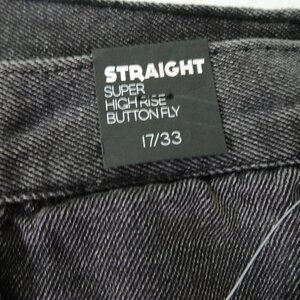 STRAIGHT
SUPER
HIGH RISE
BUTTON FLY
17/33